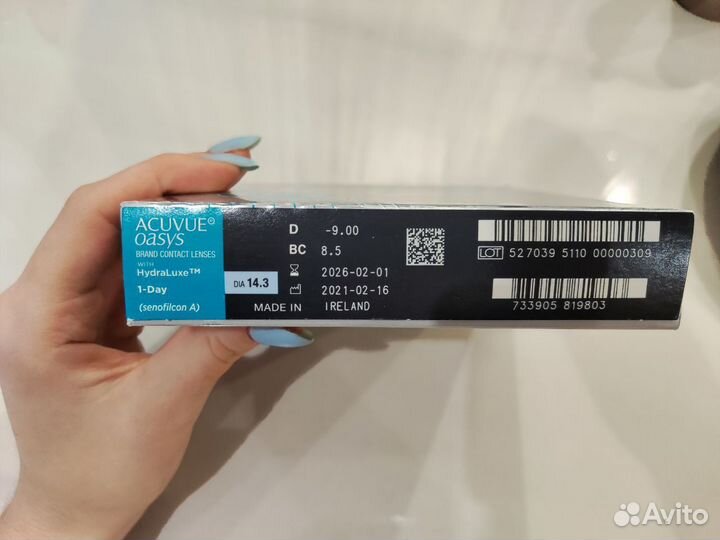 ACUVUE®
OASYS
BRAND CONTACT LENSES
WITH
HydraLuxe™
1-Day
(senofilcon A)
DIA 14.3
D -9.00
BC 8.5
2026-02-01
2021-02-16
MADE IN IRELAND
LOT 527039 5110 00000309
733905 819803
Avito